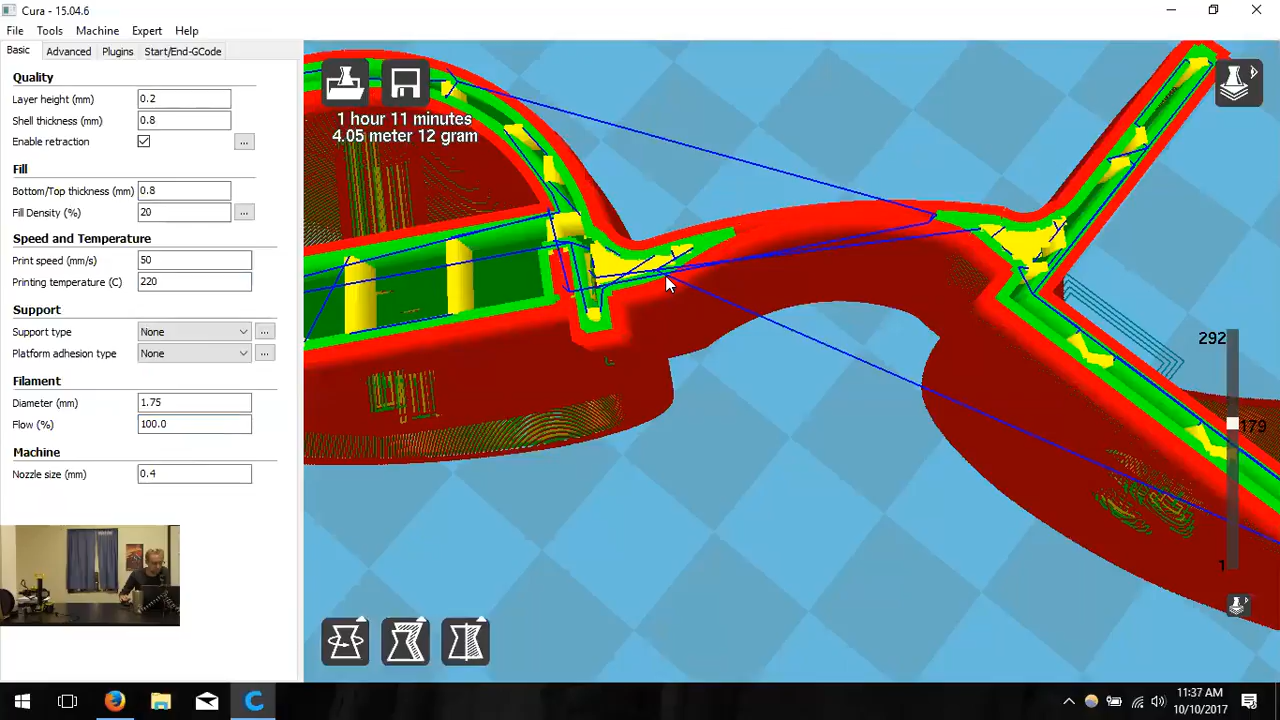 Cura - 15.04.6
File Tools Machine Expert Help
Basic Advanced Plugins Start/End-GCode
Quality
Layer height (mm) 0.2
Shell thickness (mm) 0.8
Enable retraction ...
Fill
Bottom/Top thickness (mm) 0.8
Fill Density (%) 20 ...
Speed and Temperature
Print speed (mm/s) 50
Printing temperature (C) 220
Support
Support type None ...
Platform adhesion type None ...
Filament
Diameter (mm) 1.75
Flow (%) 100.0
Machine
Nozzle size (mm) 0.4
1 hour 11 minutes
4.05 meter 12 gram
292
179
1
11:37 AM
10/10/2017